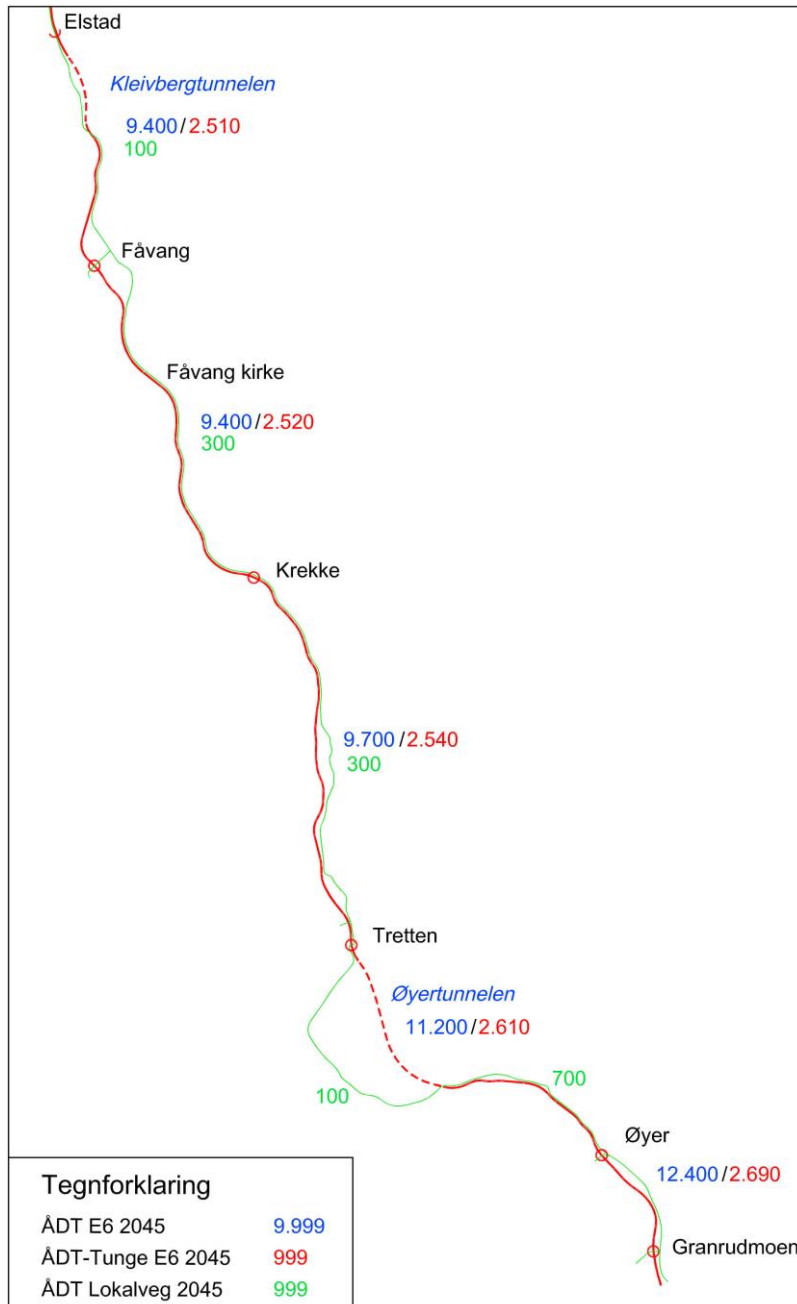 Elstad
Kleivbergtunnelen
9.400/2.510
100
Fåvang
Fåvang kirke
9.400/2.520
300
Krekke
9.700/2.540
300
Tretten
Øyertunnelen
11.200/2.610
100
700
Øyer
12.400/2.690
Granrudmoen
Tegnforklaring
ÅDT E6 2045 9.999
ÅDT-Tunge E6 2045 999
ÅDT Lokalveg 2045 999